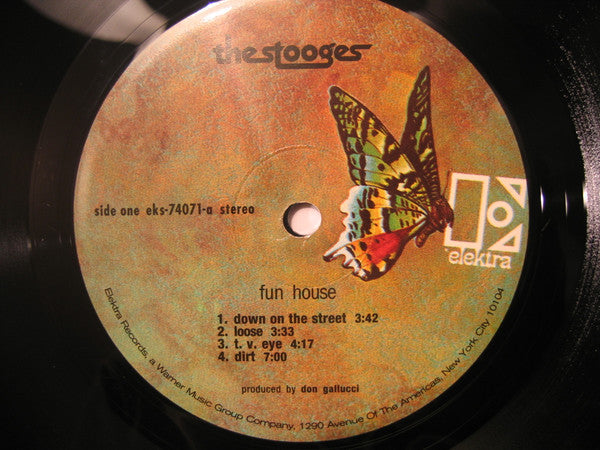 thestooges
side one eks-74071-a stereo
elektra
fun house
1. down on the street 3:42
2. loose 3:33
3. t. v. eye 4:17
4. dirt 7:00
produced by don gallucci
Elektra Records, a Warner Music Group Company, 1290 Avenue Of The Americas, New York City 10104